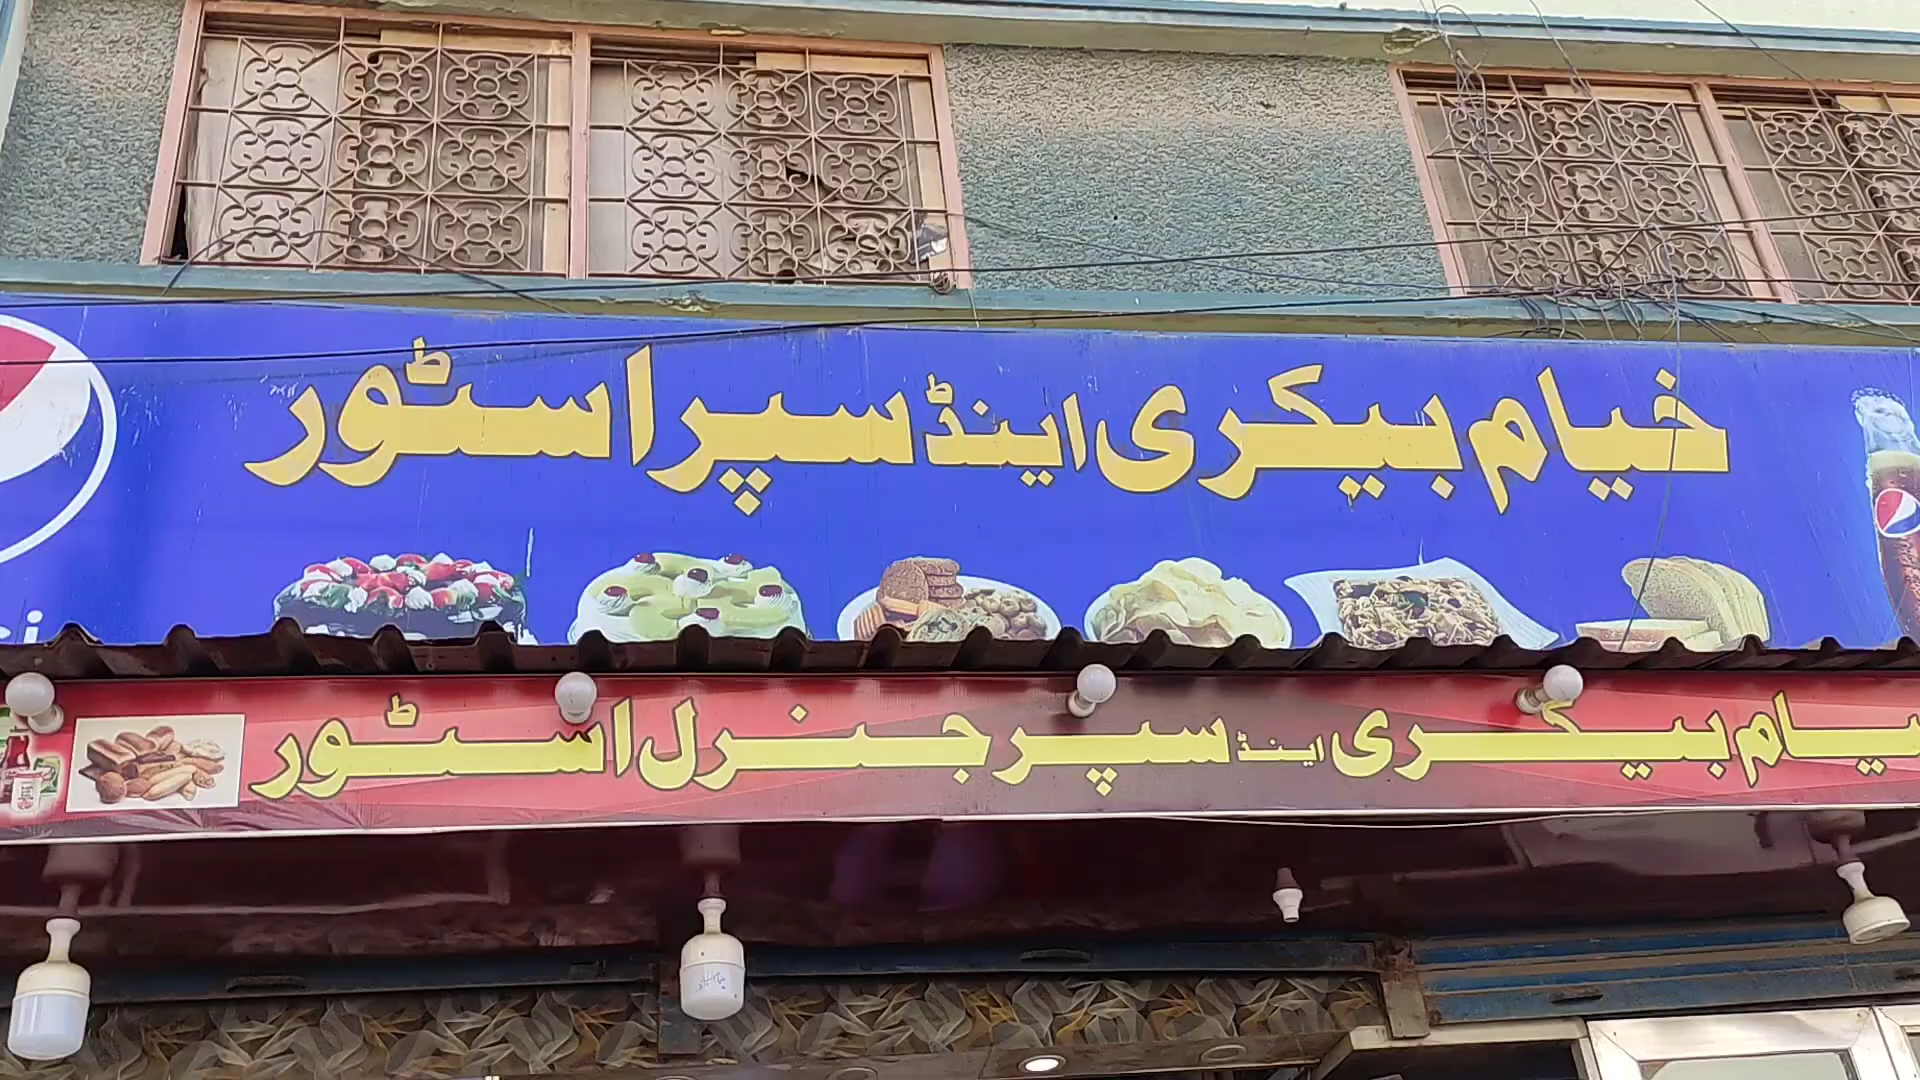 خیام بیکری اینڈ سپر اسٹور
یام بیکری اینڈ سپر جنرل اسٹور